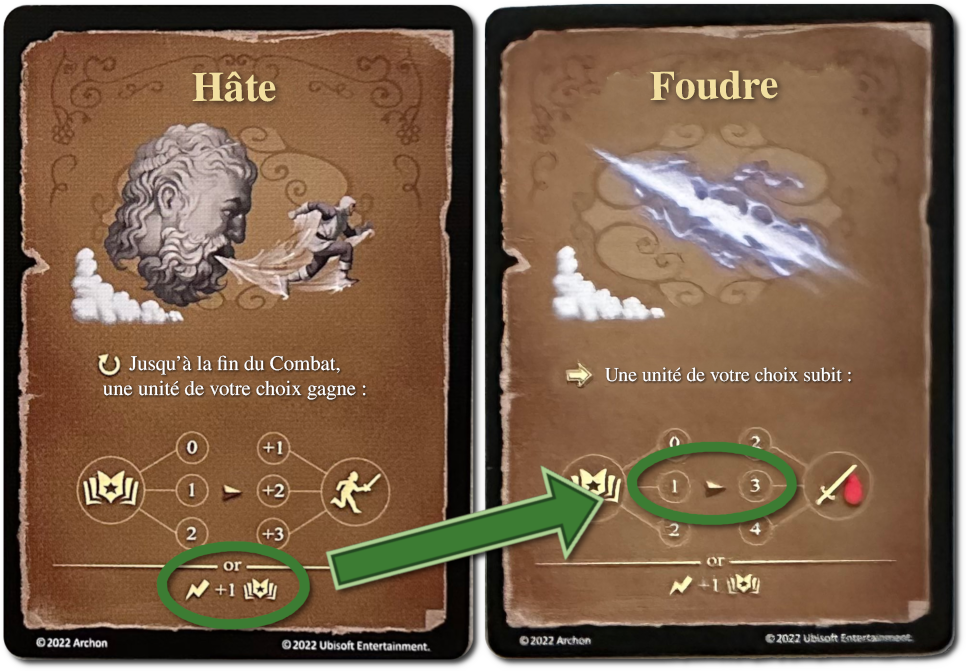 Hâte
Jusqu'à la fin du Combat,
une unité de votre choix gagne :
0 +1
1 +2
2 +3
or
+1
© 2022 Archon © 2022 Ubisoft Entertainment.
Foudre
Une unité de votre choix subit :
0 2
1 3
2 4
or
+1
© 2022 Archon © 2022 Ubisoft Entertainment.